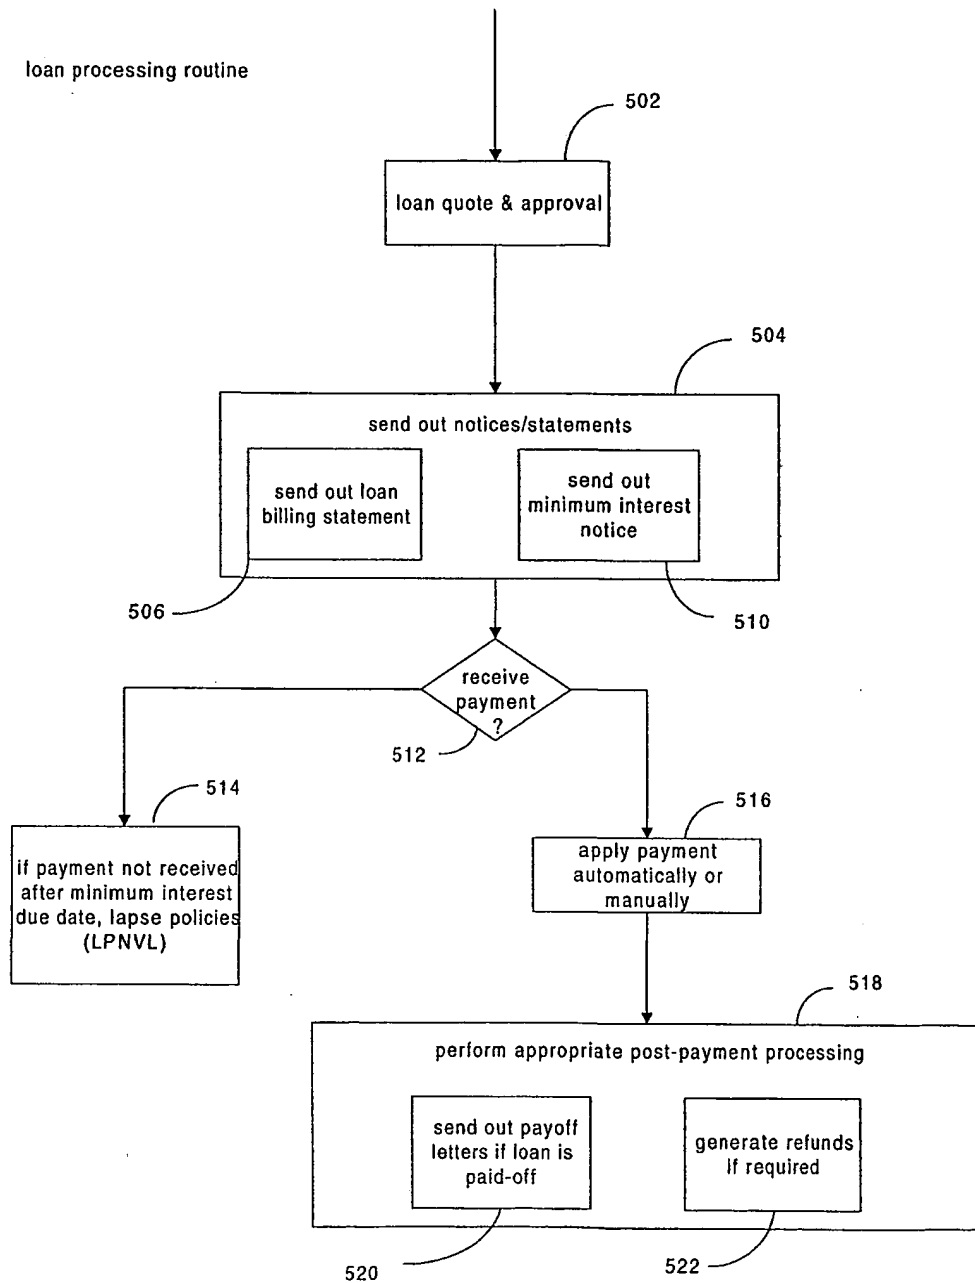 loan processing routine
502
loan quote & approval
504
send out notices/statements
send out loan
billing statement
send out
minimum interest
notice
506
510
receive
payment
?
512
514
if payment not received
after minimum interest
due date, lapse policies
(LPNVL)
516
apply payment
automatically or
manually
518
perform appropriate post-payment processing
send out payoff
letters if loan is
paid-off
generate refunds
if required
520
522